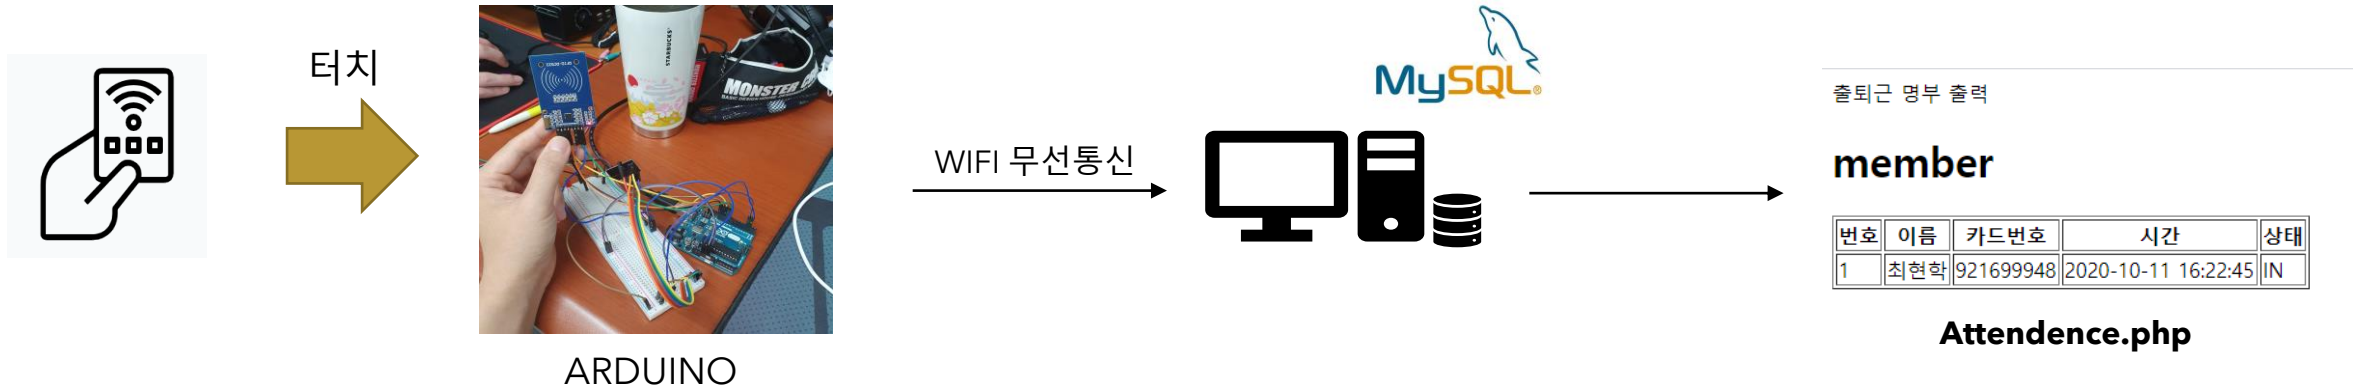 터치
STARBUCKS
MONSTER
ARDUINO
WIFI 무선통신
MySQL®
출퇴근 명부 출력
member
번호 이름 카드번호 시간 상태
1 최현학 921699948 2020-10-11 16:22:45 IN
Attendence.php